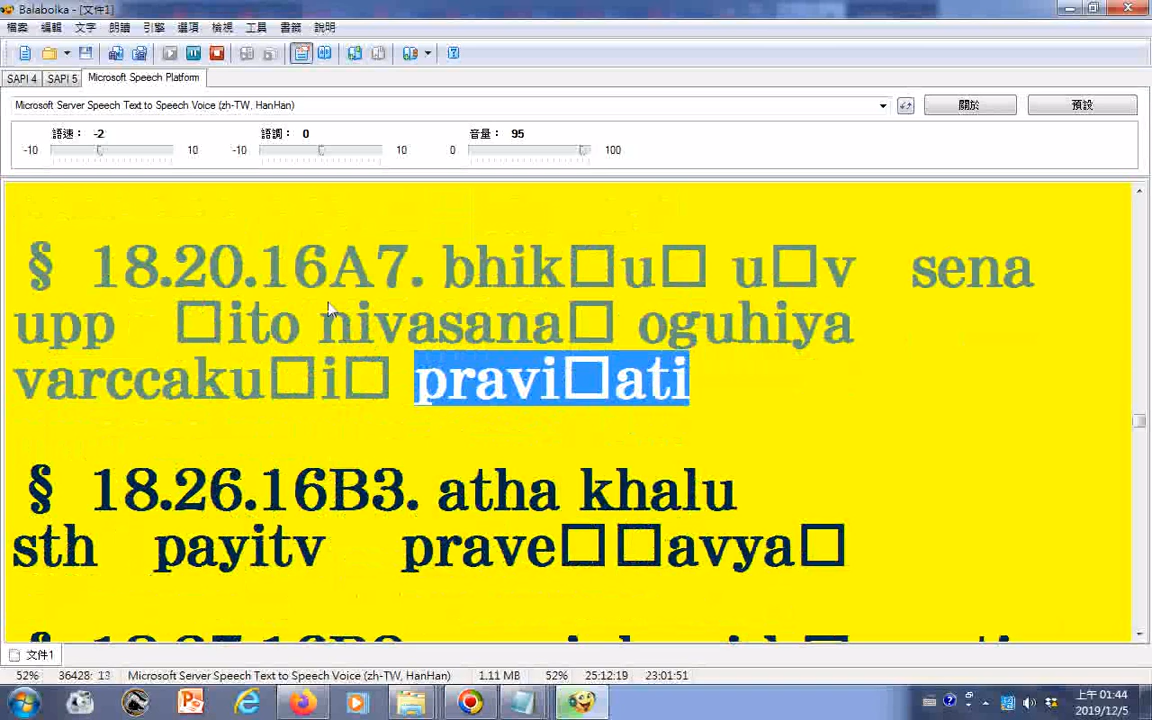 Balabolka - [文件1]
檔案 編輯 文字 朗讀 引擎 選項 檢視 工具 書籤 說明
SAPI 4 SAPI 5 Microsoft Speech Platform
Microsoft Server Speech Text to Speech Voice (zh-TW, HanHan) 關於 預設
語速： -2 語調： 0 音量： 95
-10 10 -10 10 0 100
§ 18.20.16A7. bhik□u□ u□v sena
upp □ito nivasana□ oguhiya
varccaku□i□ pravi□ati
§ 18.26.16B3. atha khalu
sth payitv prave□□avya□
文件1
52% 36428: 13 Microsoft Server Speech Text to Speech Voice (zh-TW, HanHan) 1.11 MB 52% 25:12:19 23:01:51
上午 01:44
2019/12/5